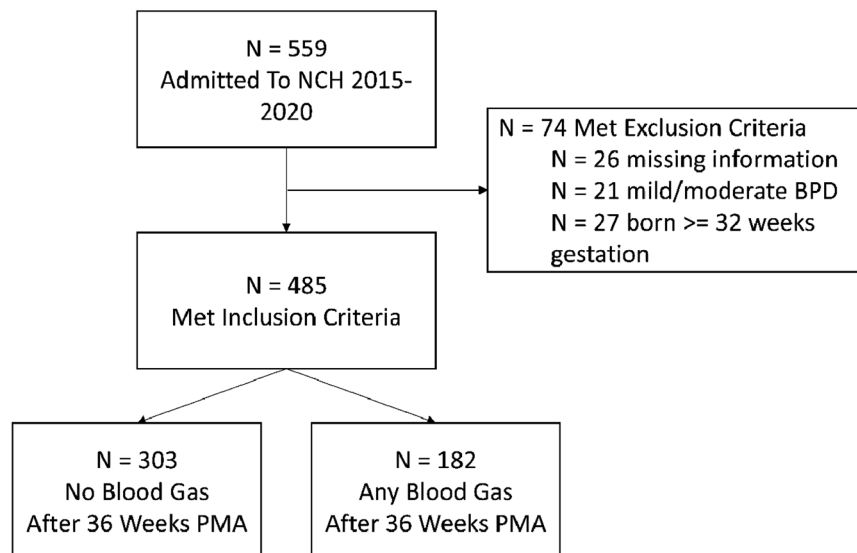 N = 559
Admitted To NCH 2015-
2020
N = 74 Met Exclusion Criteria
N = 26 missing information
N = 21 mild/moderate BPD
N = 27 born >= 32 weeks
gestation
N = 485
Met Inclusion Criteria
N = 303
No Blood Gas
After 36 Weeks PMA
N = 182
Any Blood Gas
After 36 Weeks PMA